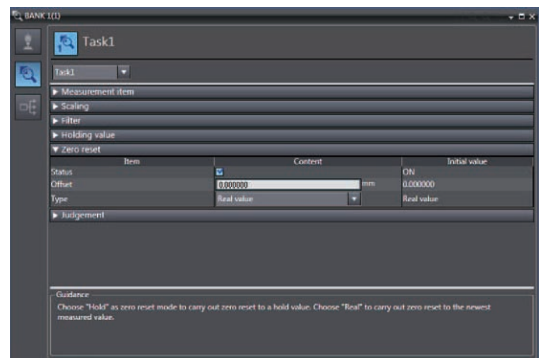 BANK 1(1)
Task1
Task1
Measurement item
Scaling
Filter
Holding value
Zero reset
Item Content Initial value
Status ON
Offset 0.000000 mm 0.000000
Type Real value Real value
Judgement
Guidance
Choose "Hold" as zero reset mode to carry out zero reset to a hold value. Choose "Real" to carry out zero reset to the newest
measured value.